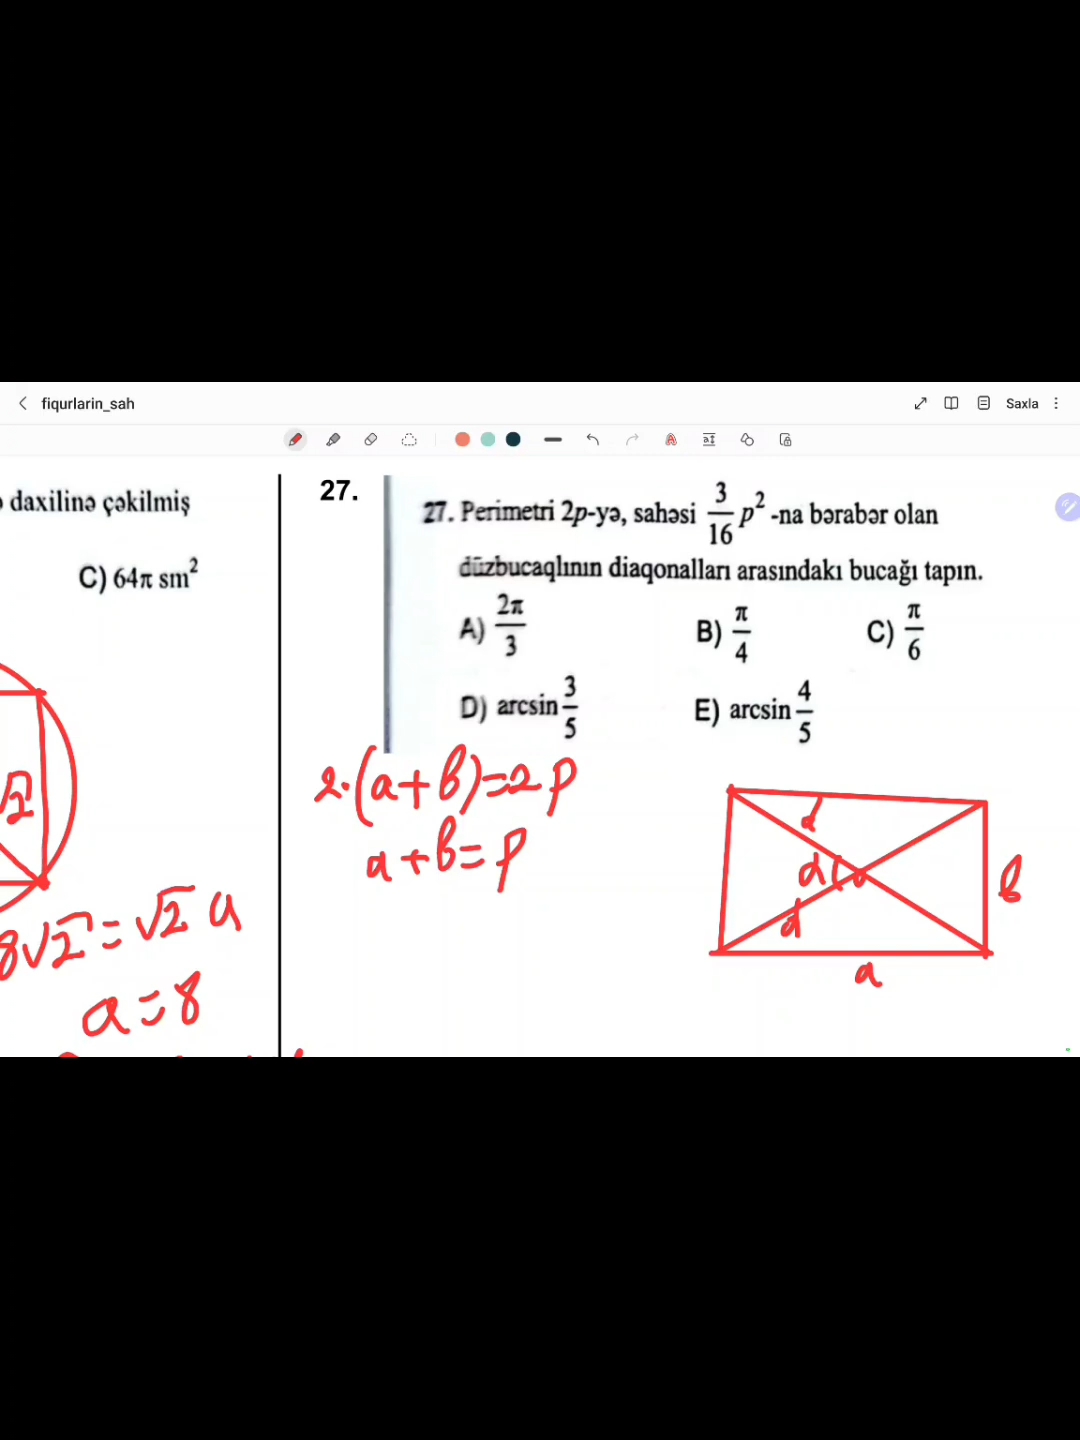 fiqurlarin_sah
Saxla
daxilinə çəkilmiş
C) 64π sm²
√2
8√2 = √2 a
a = 8
27.
27. Perimetri 2p-yə, sahəsi 3/16 p² -na bərabər olan
düzbucaqlının diaqonalları arasındakı bucağı tapın.
A) 2π/3 B) π/4 C) π/6
D) arcsin 3/5 E) arcsin 4/5
2·(a+b)=2p
a+b=p
d
α
d
b
a